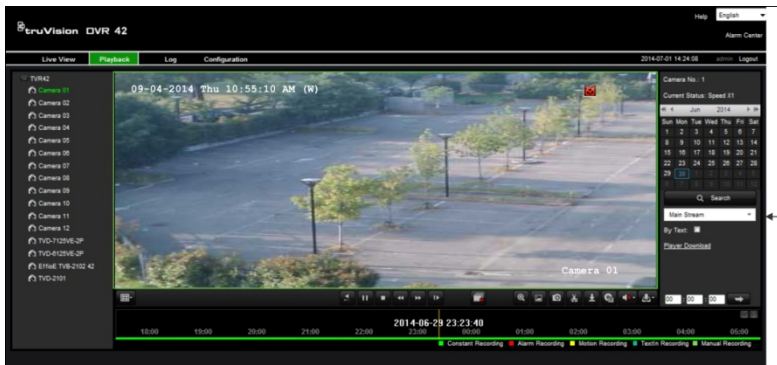 Help English
truVision DVR 42
Alarm Center
Live View Playback Log Configuration 2014-07-01 14:24:08 admin Logout
TVR42
Camera 01
Camera 02
Camera 03
Camera 04
Camera 05
Camera 06
Camera 07
Camera 08
Camera 09
Camera 10
Camera 11
Camera 12
TVD-7125VE-2P
TVD-6125VE-2P
EffioE TVB-2102 42
TVD-2101
09-04-2014 Thu 10:55:10 AM (W)
Camera 01
Camera No.: 1
Current Status: Speed X1
Jun 2014
Sun Mon Tue Wed Thu Fri Sat
1 2 3 4 5 6 7
8 9 10 11 12 13 14
15 16 17 18 19 20 21
22 23 24 25 26 27 28
29 30
Search
Main Stream
By Text:
Player Download
00 : 00 : 00
2014-06-29 23:23:40
18:00 19:00 20:00 21:00 22:00 23:00 00:00 01:00 02:00 03:00 04:00 05:00
Constant Recording Alarm Recording Motion Recording TextIn Recording Manual Recording